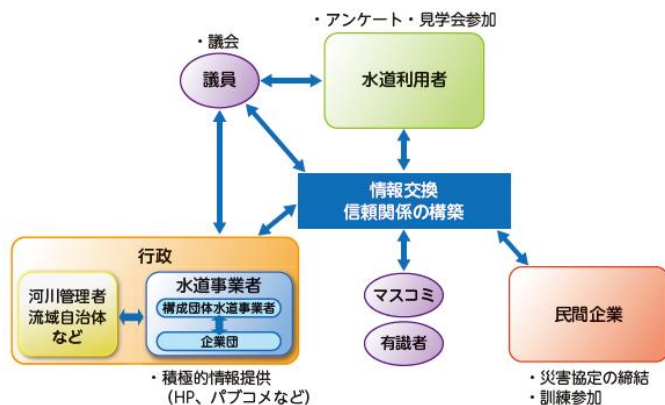 ・アンケート・見学会参加
・議会
議員
水道利用者
情報交換
信頼関係の構築
行政
河川管理者
流域自治体
など
水道事業者
構成団体水道事業者
企業団
マスコミ
有識者
民間企業
・積極的情報提供
（HP、パブコメなど）
・災害協定の締結
・訓練参加